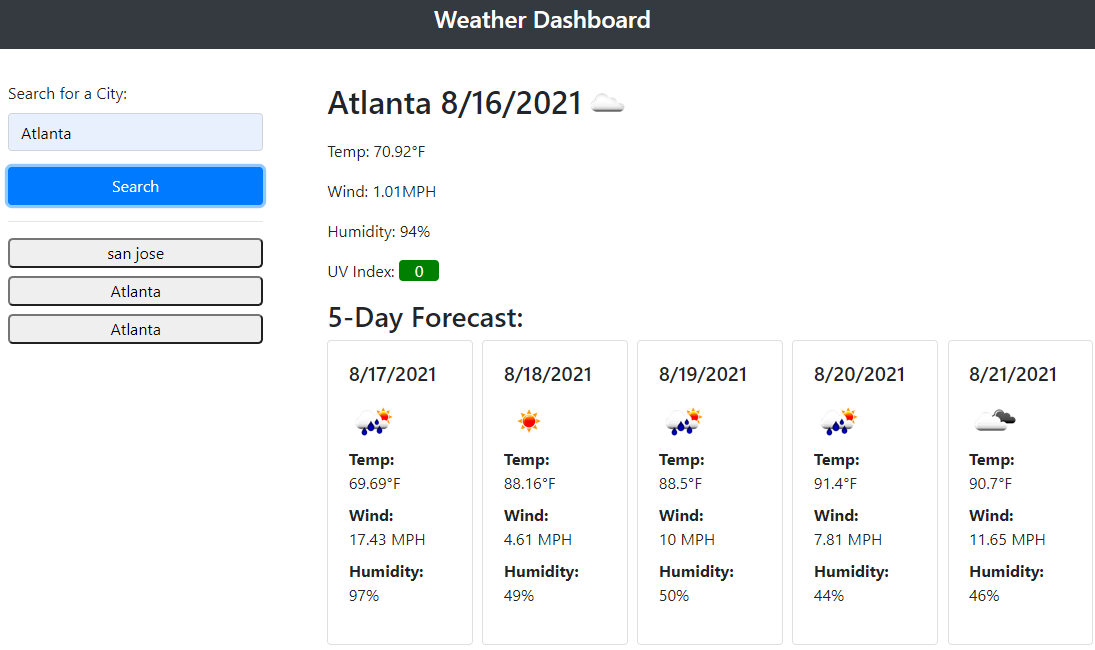 Weather Dashboard
Search for a City:
Atlanta
Search
san jose
Atlanta
Atlanta
Atlanta 8/16/2021
Temp: 70.92°F
Wind: 1.01MPH
Humidity: 94%
UV Index: 0
5-Day Forecast:
8/17/2021
Temp:
69.69°F
Wind:
17.43 MPH
Humidity:
97%
8/18/2021
Temp:
88.16°F
Wind:
4.61 MPH
Humidity:
49%
8/19/2021
Temp:
88.5°F
Wind:
10 MPH
Humidity:
50%
8/20/2021
Temp:
91.4°F
Wind:
7.81 MPH
Humidity:
44%
8/21/2021
Temp:
90.7°F
Wind:
11.65 MPH
Humidity:
46%